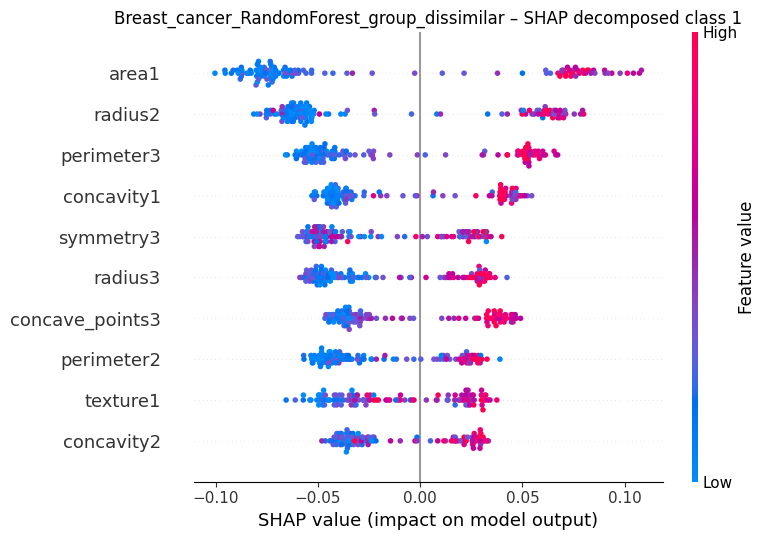 Breast_cancer_RandomForest_group_dissimilar – SHAP decomposed class 1
High
area1
radius2
perimeter3
concavity1
symmetry3
radius3
concave_points3
perimeter2
texture1
concavity2
Feature value
Low
−0.10 −0.05 0.00 0.05 0.10
SHAP value (impact on model output)